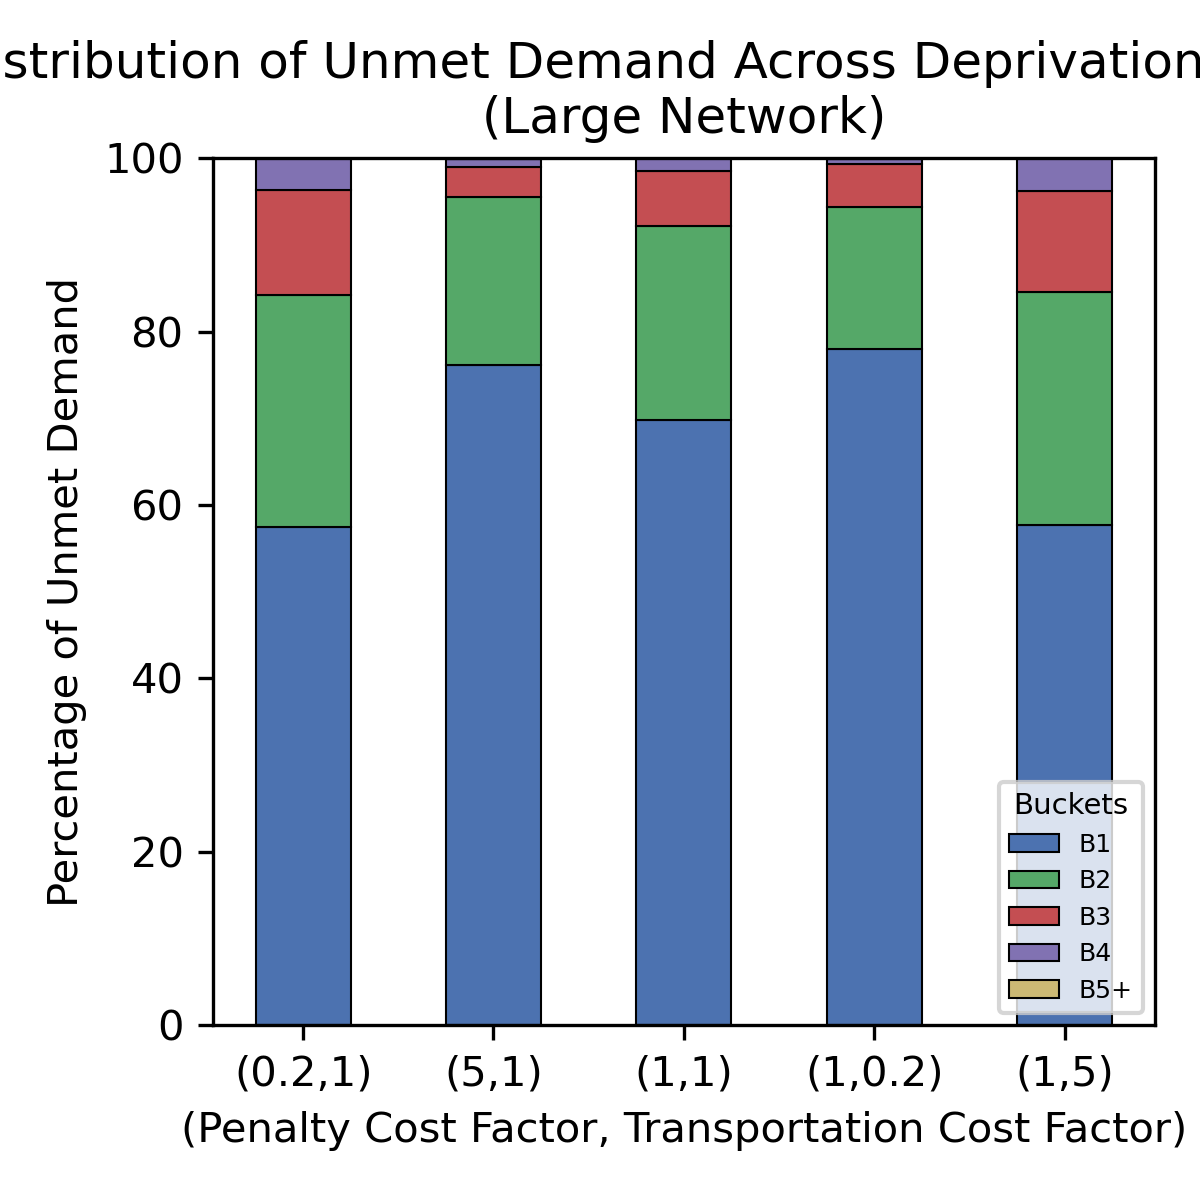 stribution of Unmet Demand Across Deprivation
(Large Network)
Percentage of Unmet Demand
100
80
60
40
20
0
Buckets
B1
B2
B3
B4
B5+
(0.2,1) (5,1) (1,1) (1,0.2) (1,5)
(Penalty Cost Factor, Transportation Cost Factor)